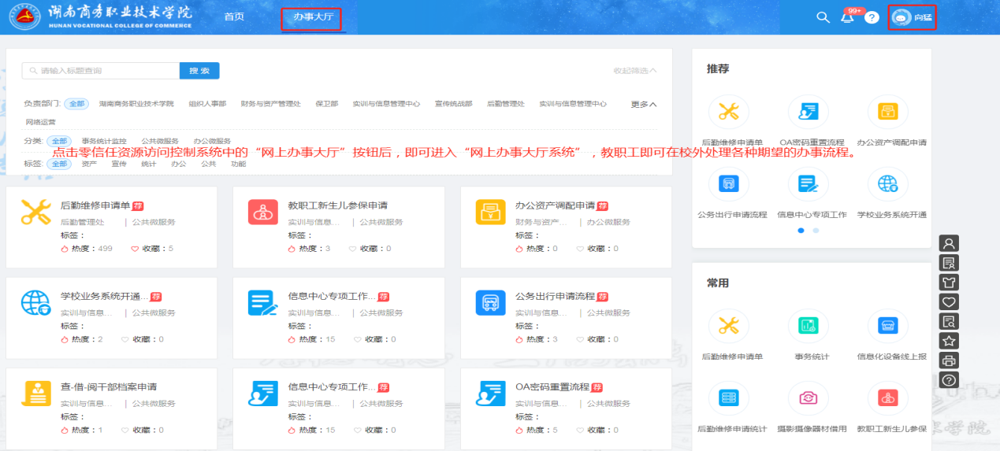 湖南商务职业技术学院
HUNAN VOCATIONAL COLLEGE OF COMMERCE
首页
办事大厅
99+
?
向猛
请输入标题查询
搜 索
收起筛选
负责部门:
全部
湖南商务职业技术学院
组织人事部
财务与资产管理处
保卫部
实训与信息管理中心
宣传统战部
后勤管理处
实训与信息管理中心
更多
网络运营
分类:
全部
事务统计监控
公共微服务
办公微服务
点击零信任资源访问控制系统中的“网上办事大厅”按钮后，即可进入“网上办事大厅系统”，教职工即可在校外处理各种期望的办事流程。
标签:
全部
资产
宣传
统计
办公
公共
功能
后勤维修申请单 荐
后勤管理处 | 公共微服务
标签：
热度：499 收藏：5
教职工新生儿参保申请
实训与信息... | 公共微服务
标签：
热度：3 收藏：0
办公资产调配申请 荐
财务与资产... | 办公微服务
标签：
热度：0 收藏：0
学校业务系统开通... 荐
实训与信息... | 公共微服务
标签：
热度：2 收藏：0
信息中心专项工作... 荐
实训与信息... | 公共微服务
标签：
热度：15 收藏：0
公务出行申请流程 荐
实训与信息... | 公共微服务
标签：
热度：3 收藏：0
查-借-阅干部档案申请
实训与信息... | 公共微服务
标签：
热度：1 收藏：0
信息中心专项工作... 荐
实训与信息... | 公共微服务
标签：
热度：15 收藏：0
OA密码重置流程 荐
实训与信息... | 公共微服务
标签：
热度：5 收藏：0
推荐
后勤维修申请单
OA密码重置流程
办公资产调配申请
公务出行申请流程
信息中心专项工作
学校业务系统开通
常用
后勤维修申请单
事务统计
信息化设备线上报
后勤维修申请统计
摄影摄像器材借用
教职工新生儿参保